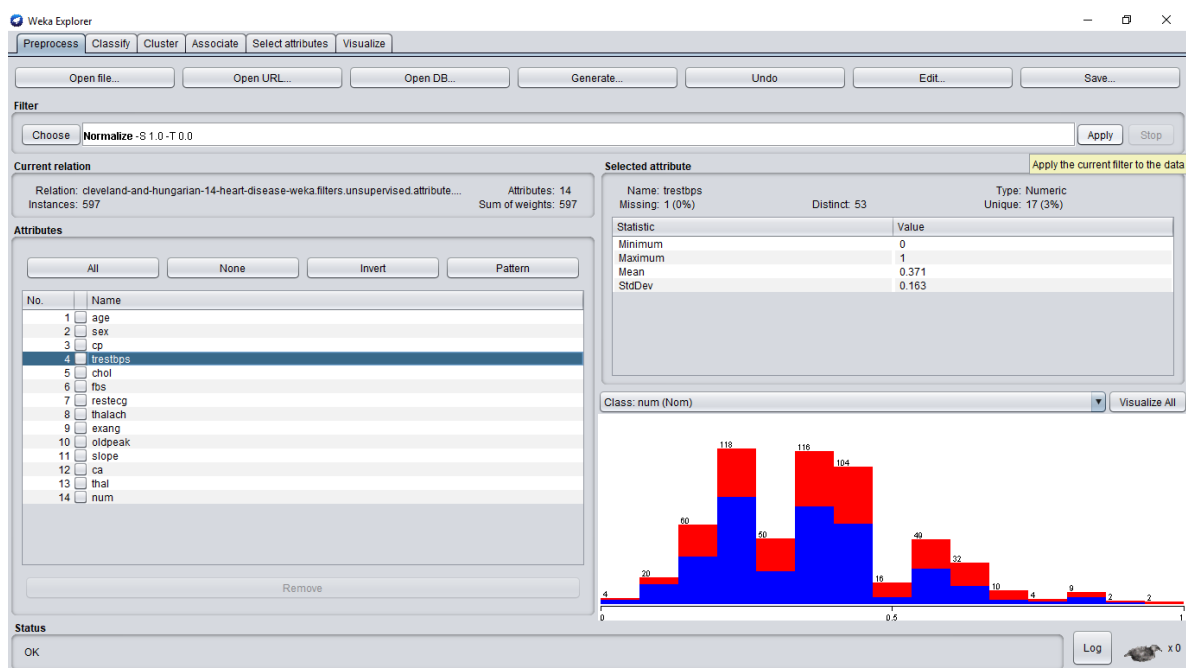 Weka Explorer
Preprocess Classify Cluster Associate Select attributes Visualize
Open file... Open URL... Open DB... Generate... Undo Edit... Save...
Filter
Choose Normalize -S 1.0 -T 0.0 Apply Stop
Apply the current filter to the data
Current relation
Relation: cleveland-and-hungarian-14-heart-disease-weka.filters.unsupervised.attribute.... Attributes: 14
Instances: 597 Sum of weights: 597
Attributes
All None Invert Pattern
No. Name
1 age
2 sex
3 cp
4 trestbps
5 chol
6 fbs
7 restecg
8 thalach
9 exang
10 oldpeak
11 slope
12 ca
13 thal
14 num
Remove
Selected attribute
Name: trestbps Type: Numeric
Missing: 1 (0%) Distinct: 53 Unique: 17 (3%)
Statistic Value
Minimum 0
Maximum 1
Mean 0.371
StdDev 0.163
Class: num (Nom) Visualize All
4 20 60 118 50 116 104 16 49 32 10 4 9 2 2
0 0.5 1
Status
OK Log x 0